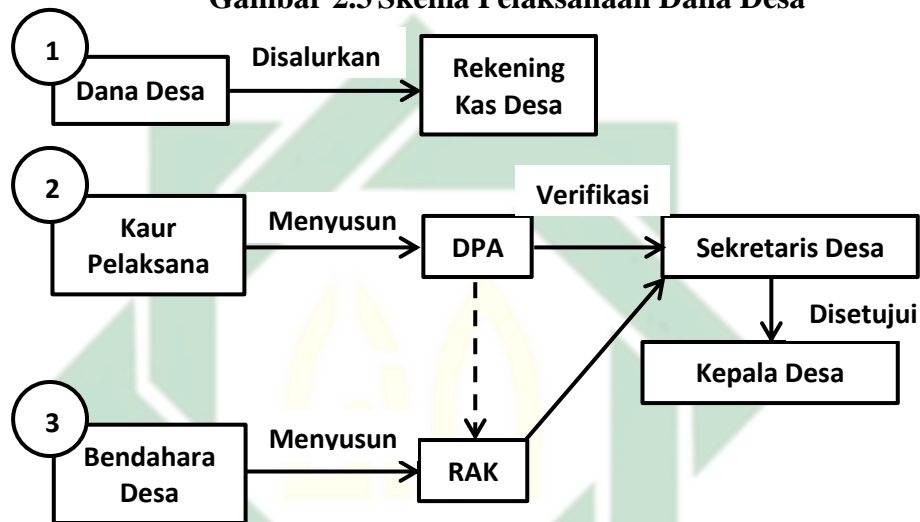 Gambar 2.5 Skema Pelaksanaan Dana Desa
1
Disalurkan
Dana Desa
Rekening
Kas Desa
2
Verifikasi
Kaur
Pelaksana
Menyusun
DPA
Sekretaris Desa
Disetujui
Kepala Desa
3
Bendahara
Desa
Menyusun
RAK